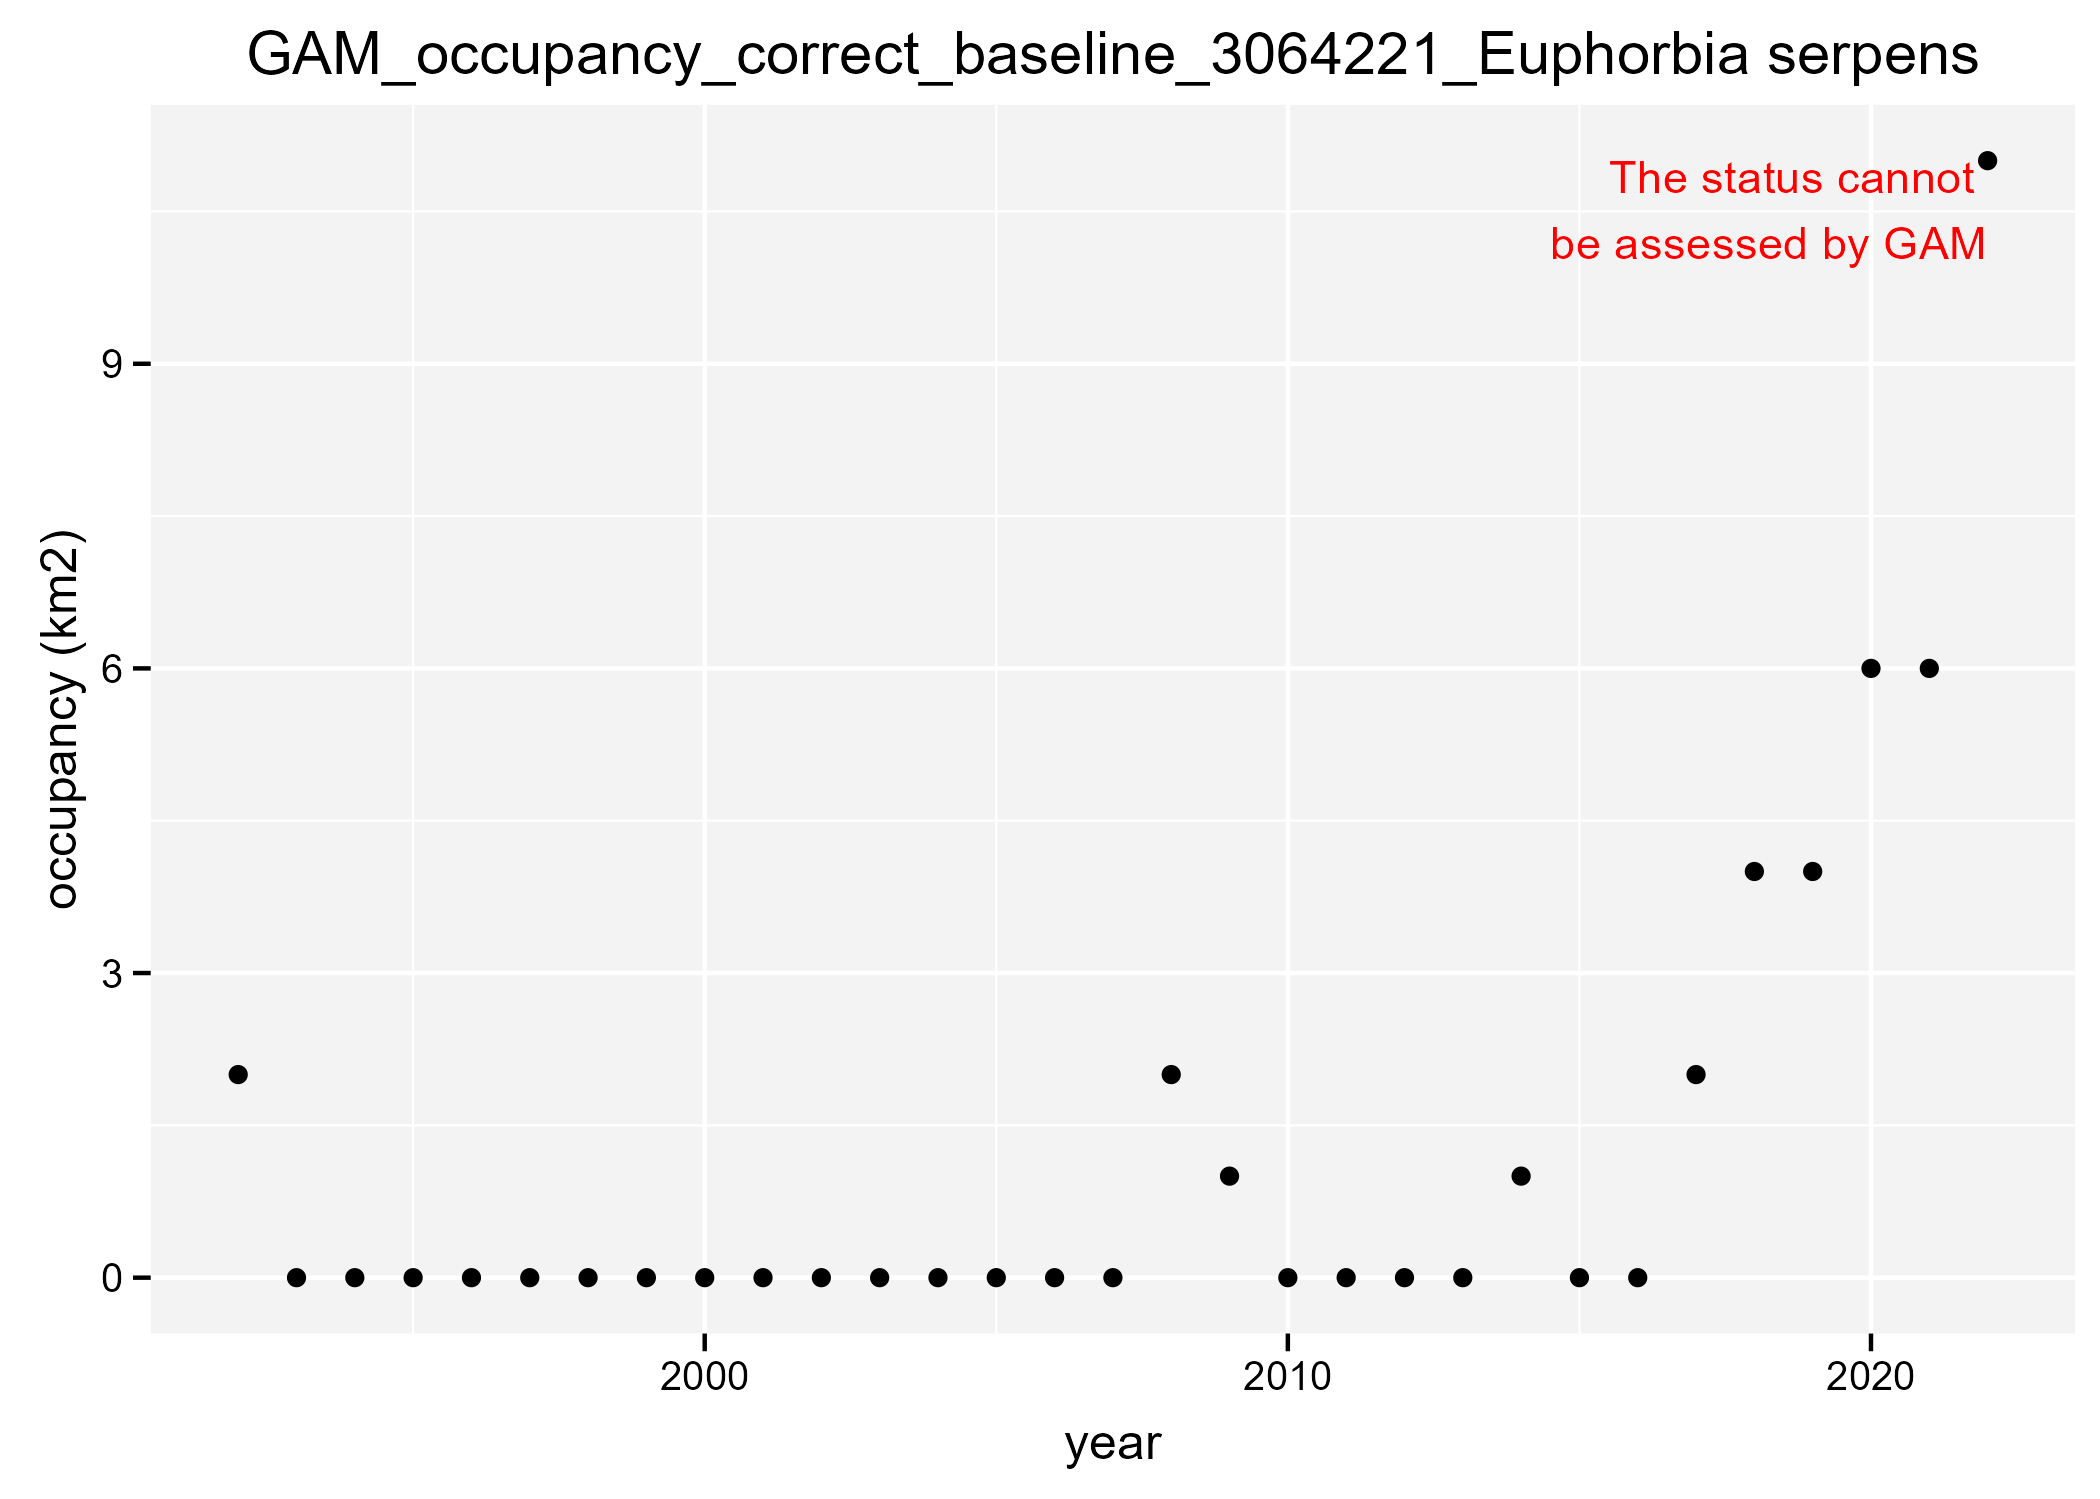 GAM_occupancy_correct_baseline_3064221_Euphorbia serpens
The status cannot
be assessed by GAM
9
6
3
0
occupancy (km2)
2000
2010
2020
year